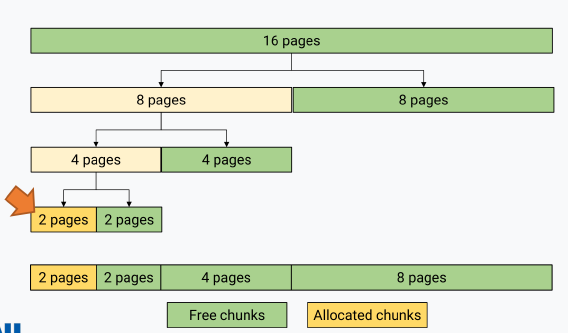 16 pages
8 pages 8 pages
4 pages 4 pages
2 pages 2 pages
2 pages 2 pages 4 pages 8 pages
Free chunks Allocated chunks